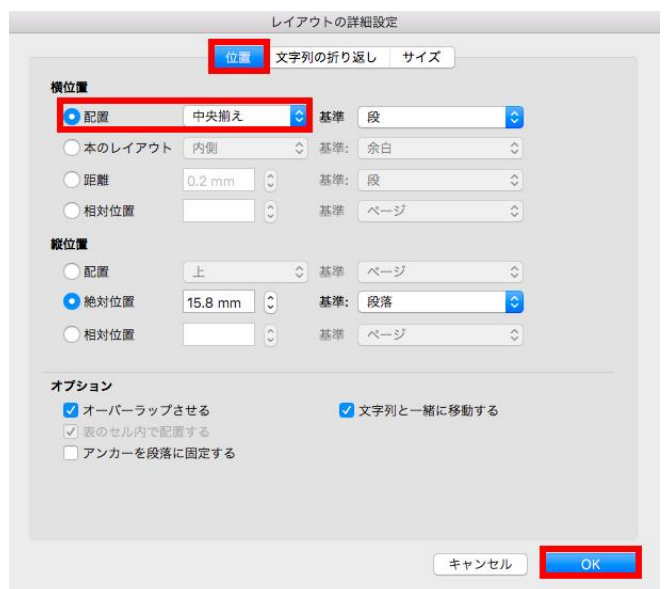 レイアウトの詳細設定
位置 文字列の折り返し サイズ
横位置
配置 中央揃え 基準 段
本のレイアウト 内側 基準: 余白
距離 0.2 mm 基準: 段
相対位置 基準 ページ
縦位置
配置 上 基準 ページ
絶対位置 15.8 mm 基準: 段落
相対位置 基準 ページ
オプション
オーバーラップさせる 文字列と一緒に移動する
表のセル内で配置する
アンカーを段落に固定する
キャンセル OK